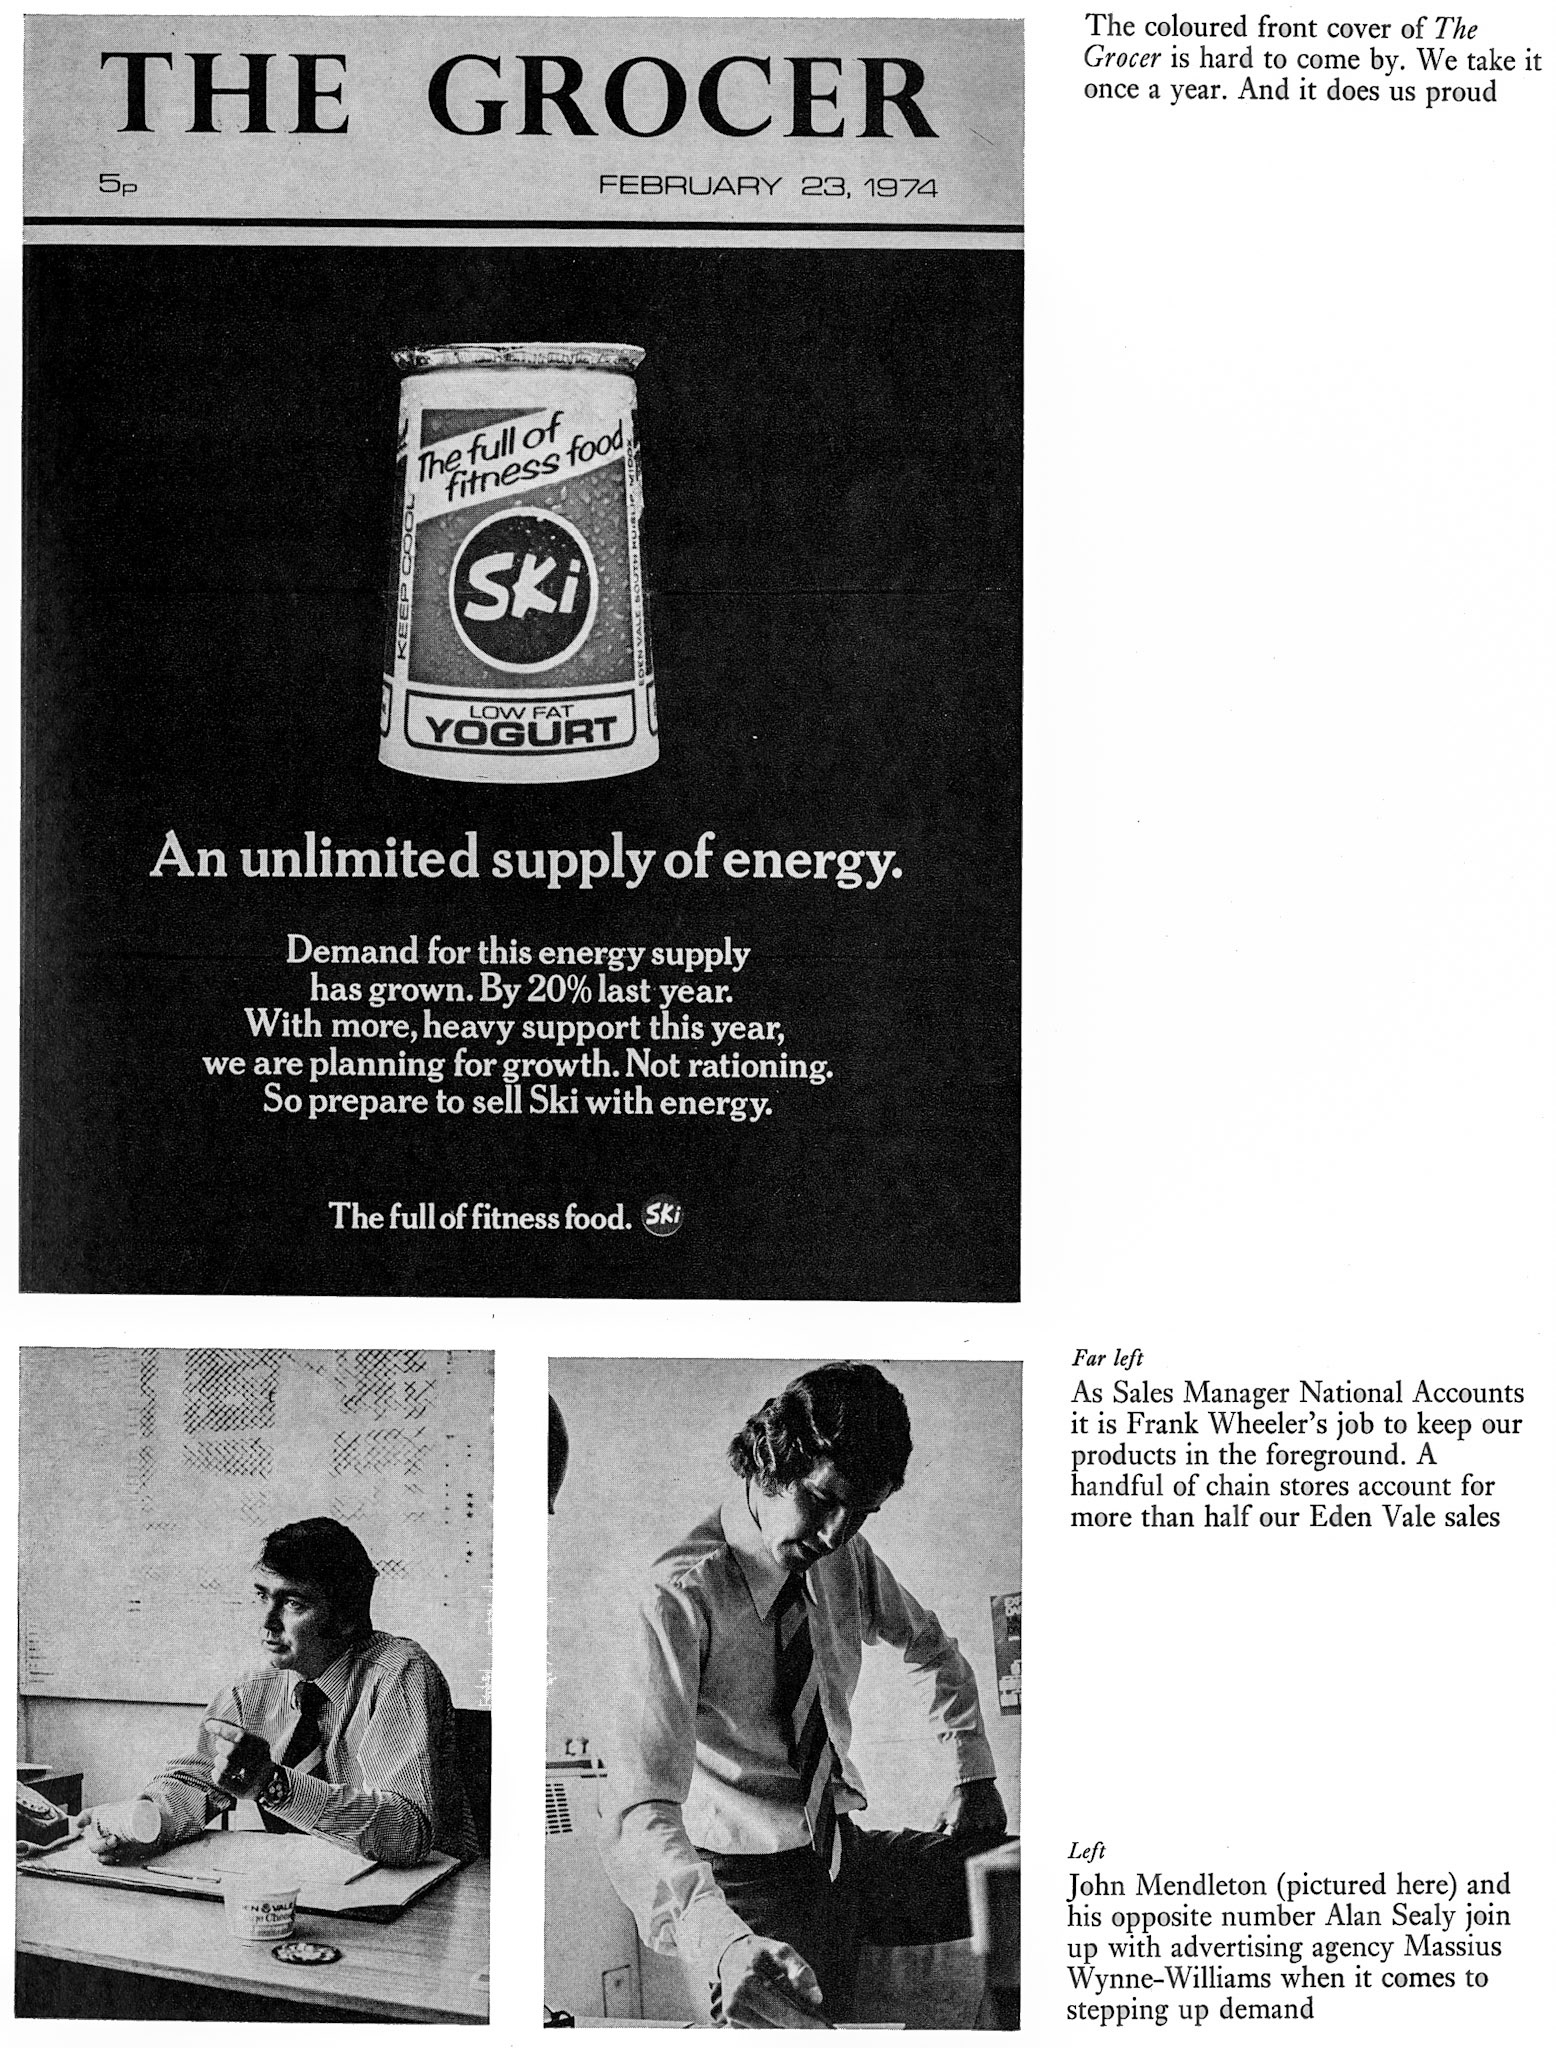 THE GROCER
5p
FEBRUARY 23, 1974
The full of
fitness food
KEEP COOL
EDEN VALE SOUTH RUISLIP MIDDX
Ski
LOW FAT
YOGURT
An unlimited supply of energy.
Demand for this energy supply
has grown. By 20% last year.
With more, heavy support this year,
we are planning for growth. Not rationing.
So prepare to sell Ski with energy.
The full of fitness food. Ski
The coloured front cover of The
Grocer is hard to come by. We take it
once a year. And it does us proud
Far left
As Sales Manager National Accounts
it is Frank Wheeler's job to keep our
products in the foreground. A
handful of chain stores account for
more than half our Eden Vale sales
Left
John Mendleton (pictured here) and
his opposite number Alan Sealy join
up with advertising agency Massius
Wynne-Williams when it comes to
stepping up demand